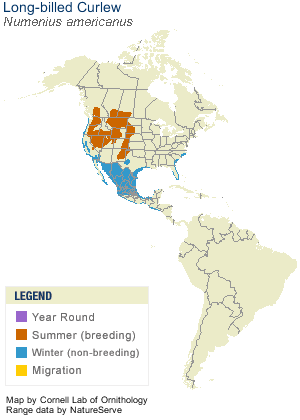 Long-billed Curlew
Numenius americanus
LEGEND
Year Round
Summer (breeding)
Winter (non-breeding)
Migration
Map by Cornell Lab of Ornithology
Range data by NatureServe